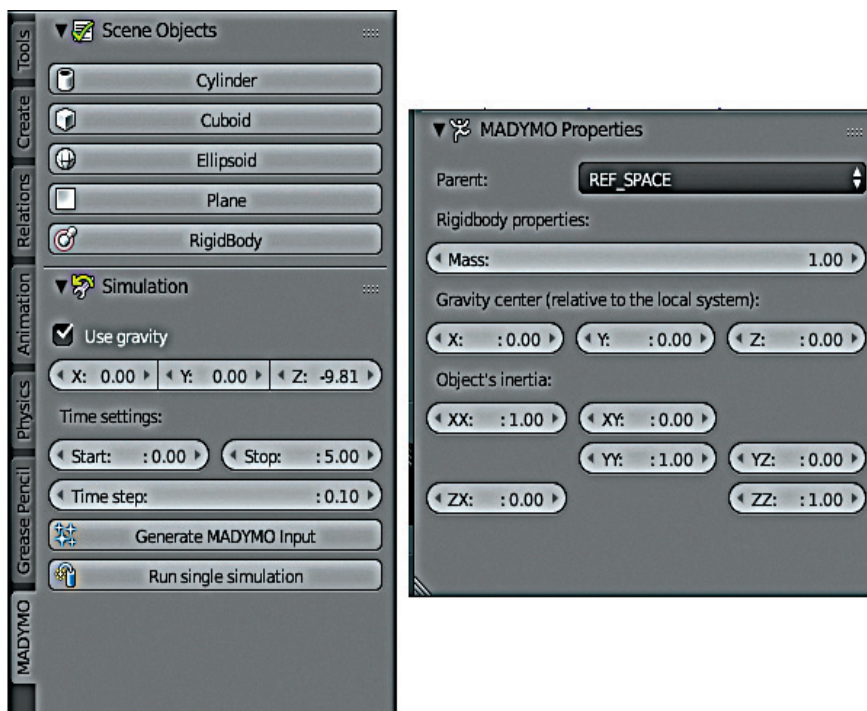 Tools
Create
Relations
Animation
Physics
Grease Pencil
MADYMO
Scene Objects
Cylinder
Cuboid
Ellipsoid
Plane
RigidBody
Simulation
Use gravity
X: 0.00 Y: 0.00 Z: -9.81
Time settings:
Start: : 0.00 Stop: : 5.00
Time step: : 0.10
Generate MADYMO Input
Run single simulation
MADYMO Properties
Parent: REF_SPACE
Rigidbody properties:
Mass: 1.00
Gravity center (relative to the local system):
X: : 0.00 Y: : 0.00 Z: : 0.00
Object's inertia:
XX: : 1.00 XY: : 0.00
YY: : 1.00 YZ: : 0.00
ZX: : 0.00 ZZ: : 1.00